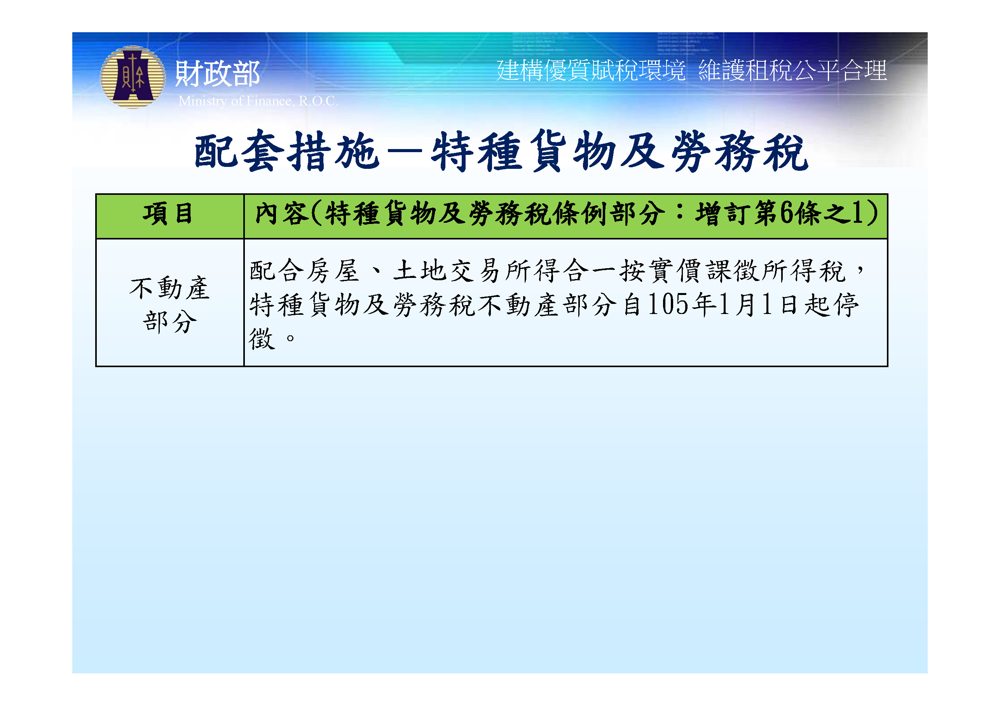 財政部
Ministry of Finance, R.O.C.
建構優質賦稅環境 維護租稅公平合理
配套措施－特種貨物及勞務稅
項目
內容(特種貨物及勞務稅條例部分：增訂第6條之1)
不動產
部分
配合房屋、土地交易所得合一按實價課徵所得稅，
特種貨物及勞務稅不動產部分自105年1月1日起停
徵。